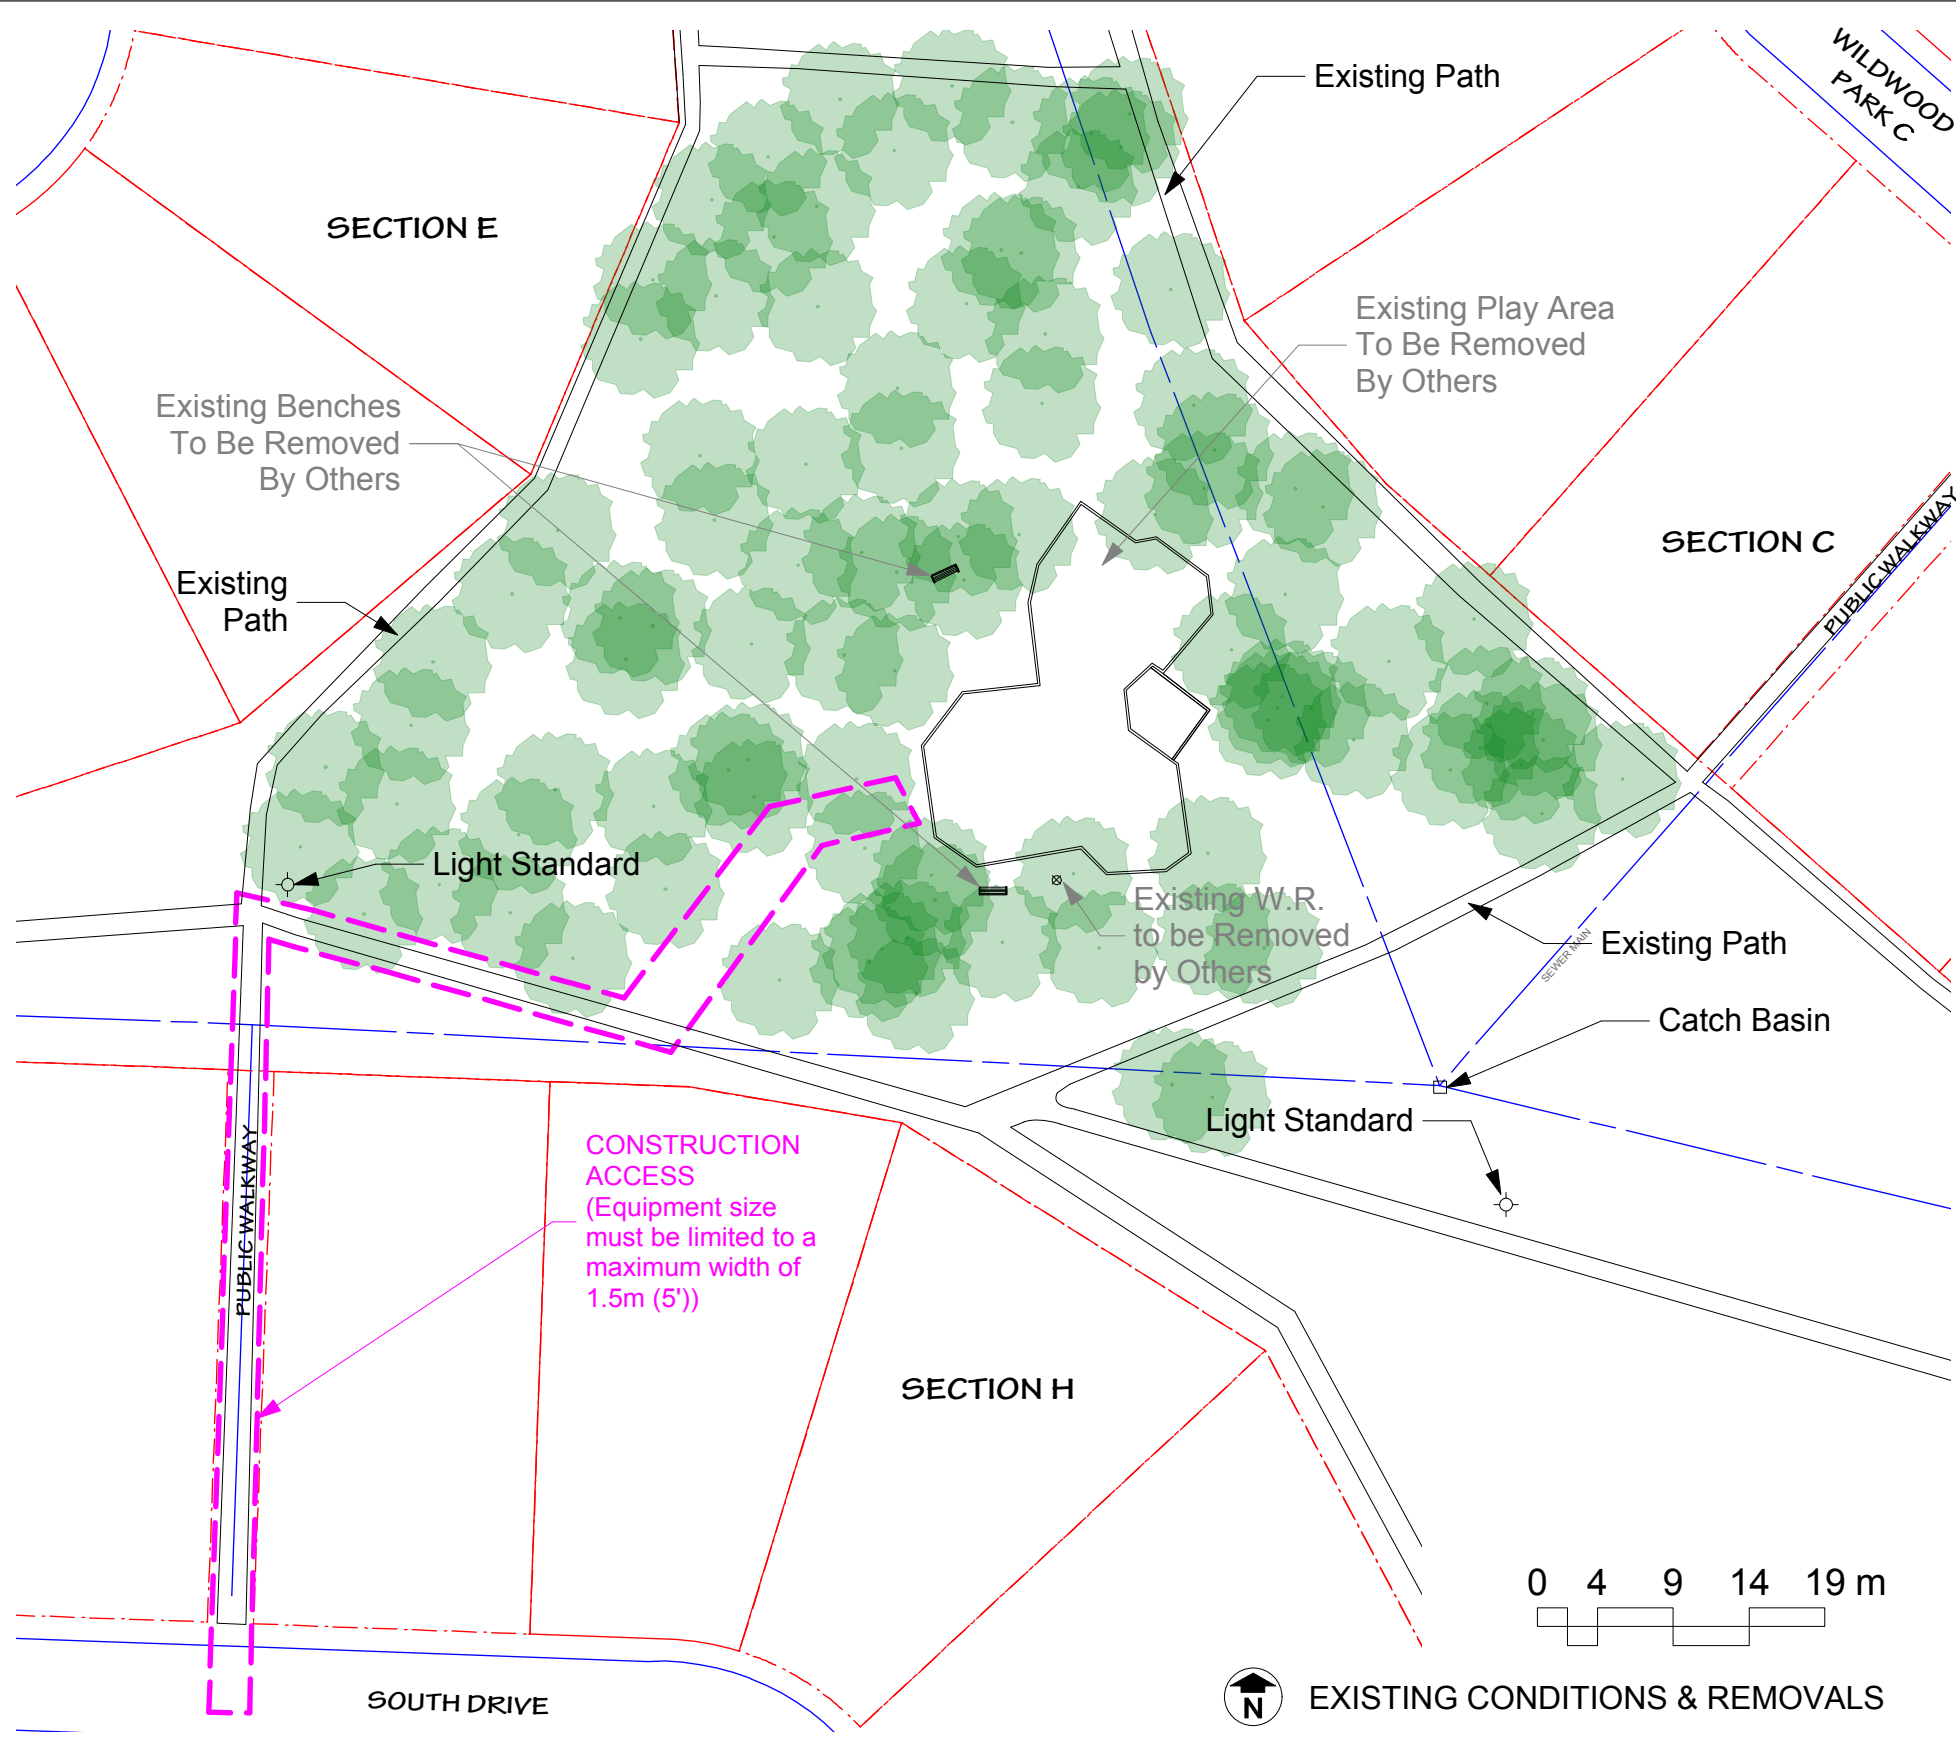 WILDWOOD
PARK C
Existing Path
SECTION E
Existing Play Area
To Be Removed
By Others
Existing Benches
To Be Removed
By Others
SECTION C
PUBLIC WALKWAY
Existing
Path
Light Standard
Existing W.R.
to be Removed
by Others
SEWER MAIN
Existing Path
Catch Basin
Light Standard
CONSTRUCTION
ACCESS
(Equipment size
must be limited to a
maximum width of
1.5m (5'))
PUBLIC WALKWAY
SECTION H
0 4 9 14 19 m
SOUTH DRIVE
N
EXISTING CONDITIONS & REMOVALS